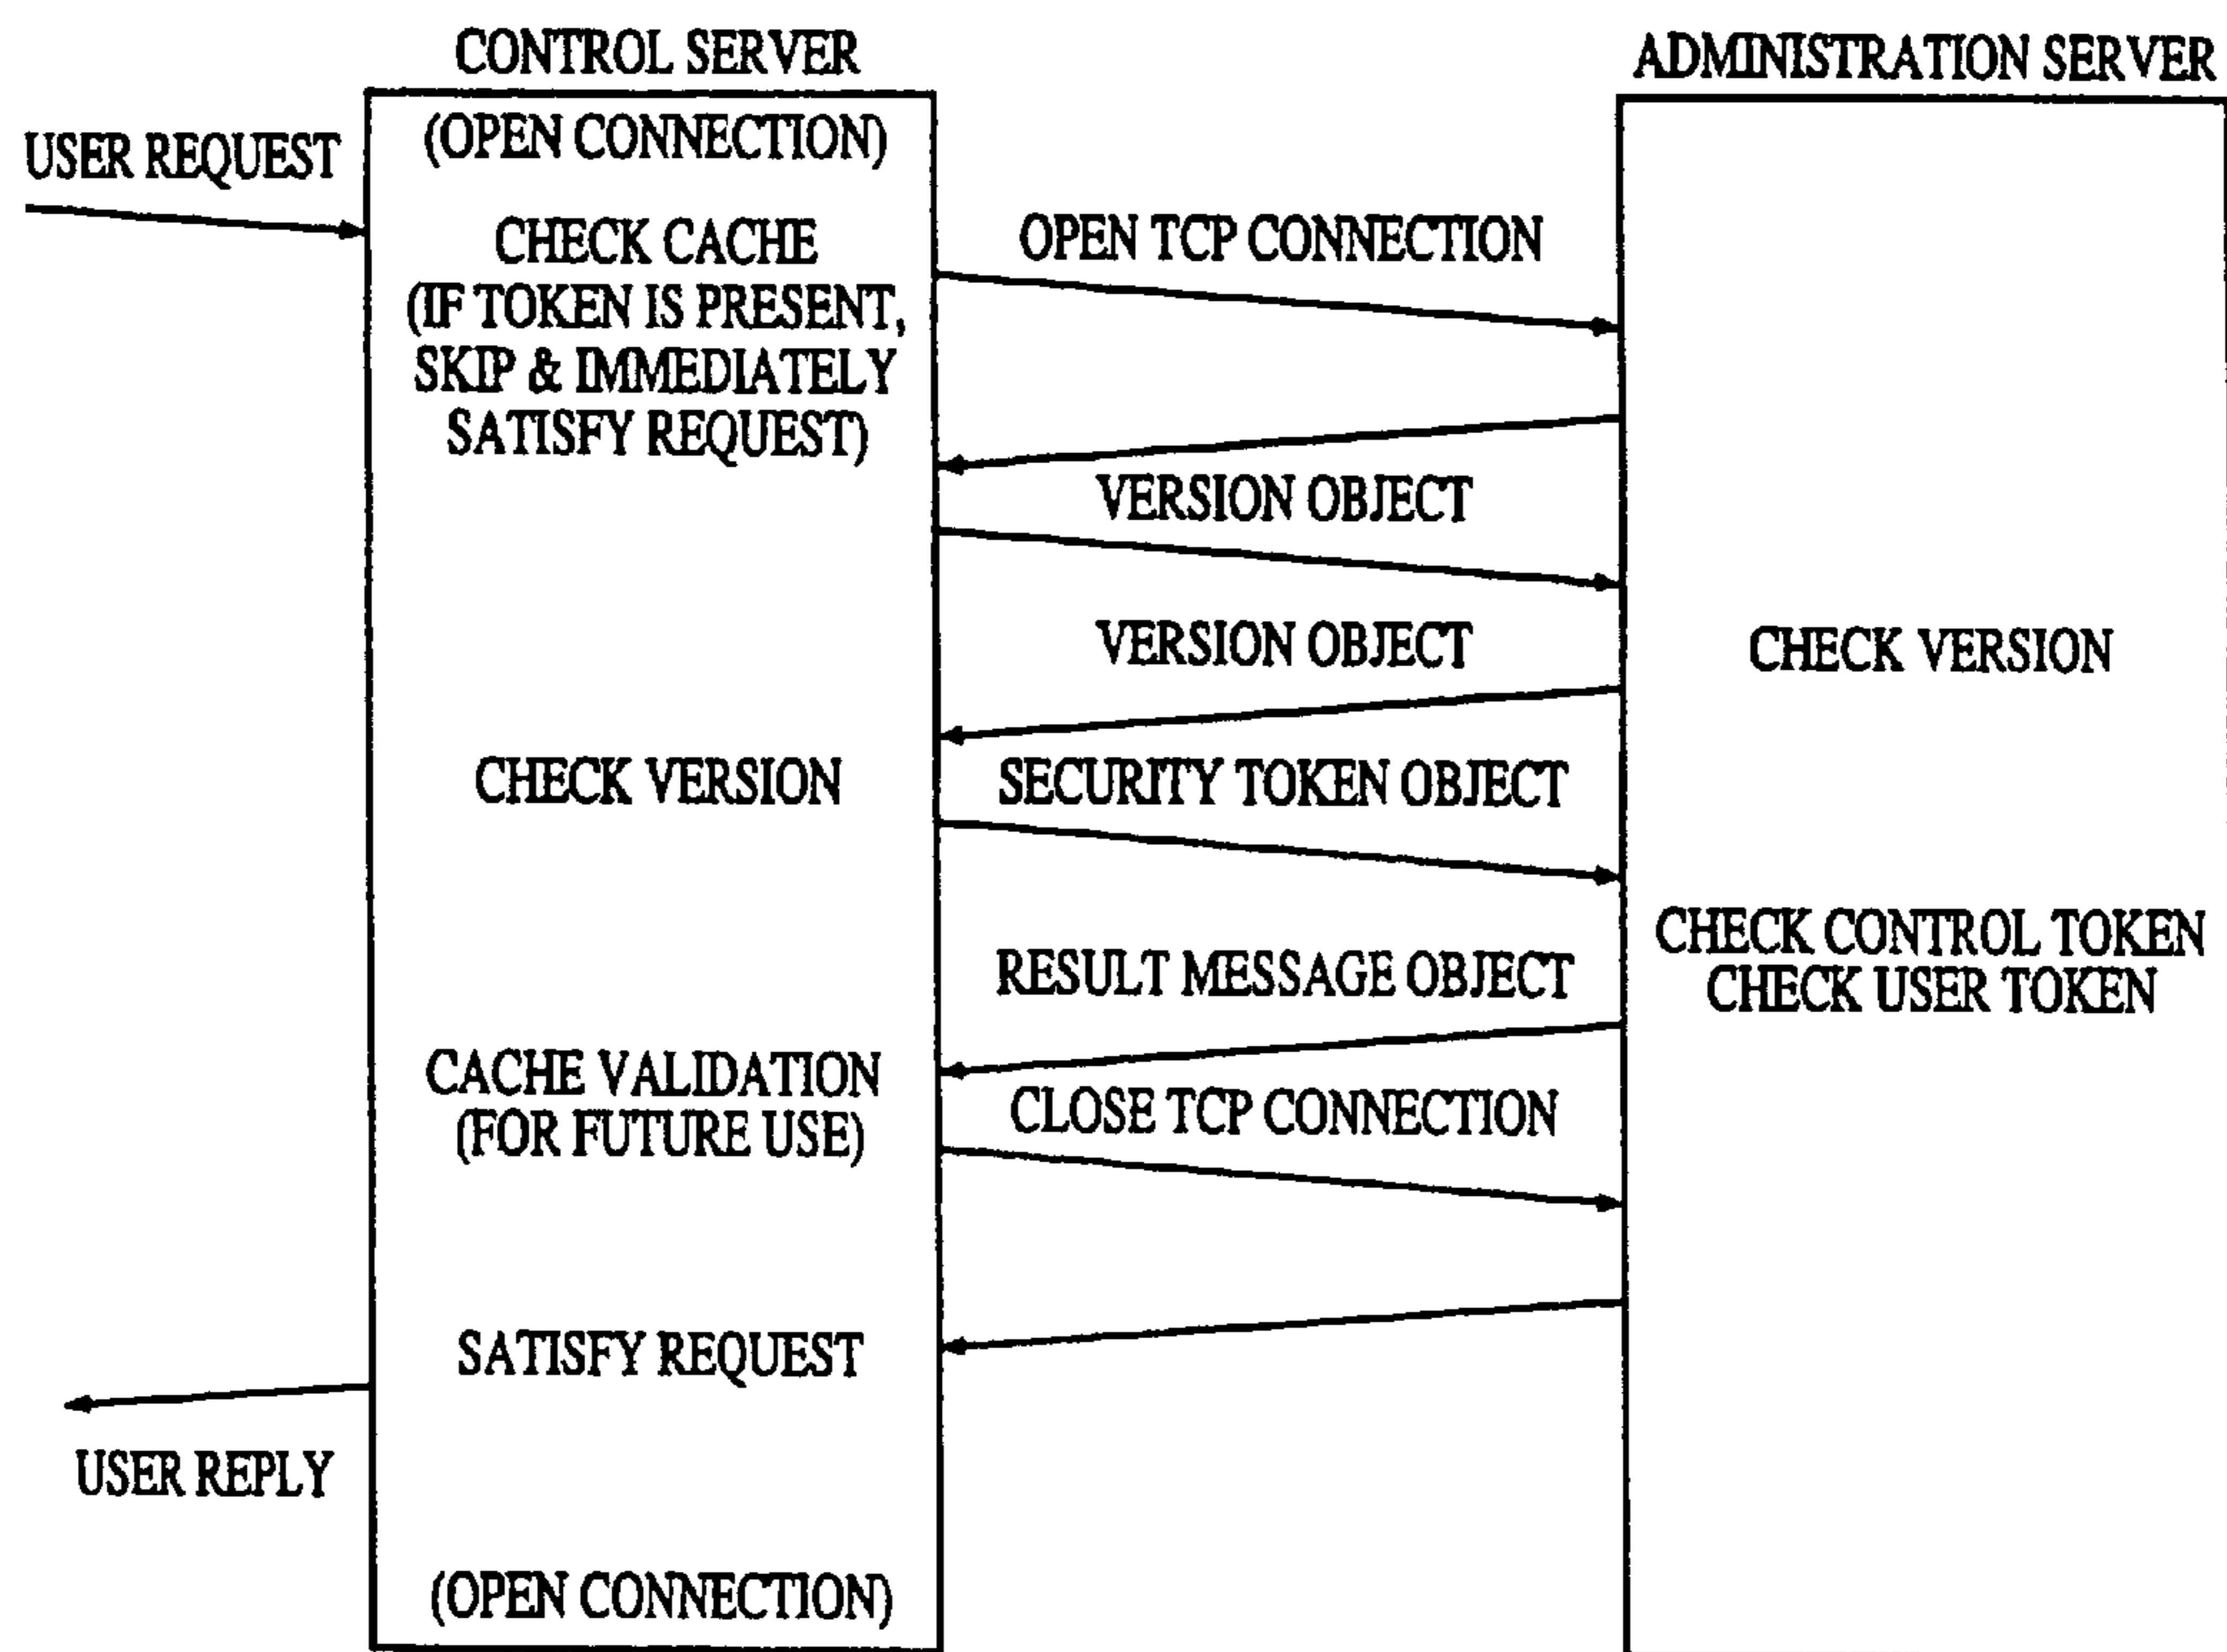 CONTROL SERVER
ADMINISTRATION SERVER
USER REQUEST
(OPEN CONNECTION)
CHECK CACHE
(IF TOKEN IS PRESENT,
SKIP & IMMEDIATELY
SATISFY REQUEST)
OPEN TCP CONNECTION
VERSION OBJECT
VERSION OBJECT
CHECK VERSION
CHECK VERSION
SECURITY TOKEN OBJECT
CHECK CONTROL TOKEN
CHECK USER TOKEN
RESULT MESSAGE OBJECT
CACHE VALIDATION
(FOR FUTURE USE)
CLOSE TCP CONNECTION
SATISFY REQUEST
USER REPLY
(OPEN CONNECTION)